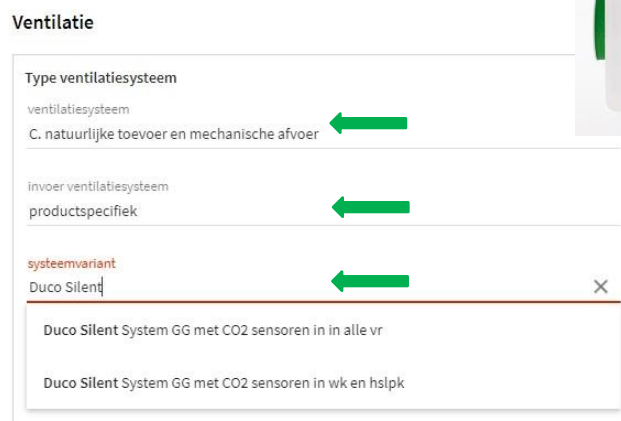 Ventilatie
Type ventilatiesysteem
ventilatiesysteem
C. natuurlijke toevoer en mechanische afvoer
invoer ventilatiesysteem
productspecifiek
systeemvariant
Duco Silent
Duco Silent System GG met CO2 sensoren in in alle vr
Duco Silent System GG met CO2 sensoren in wk en hslpk